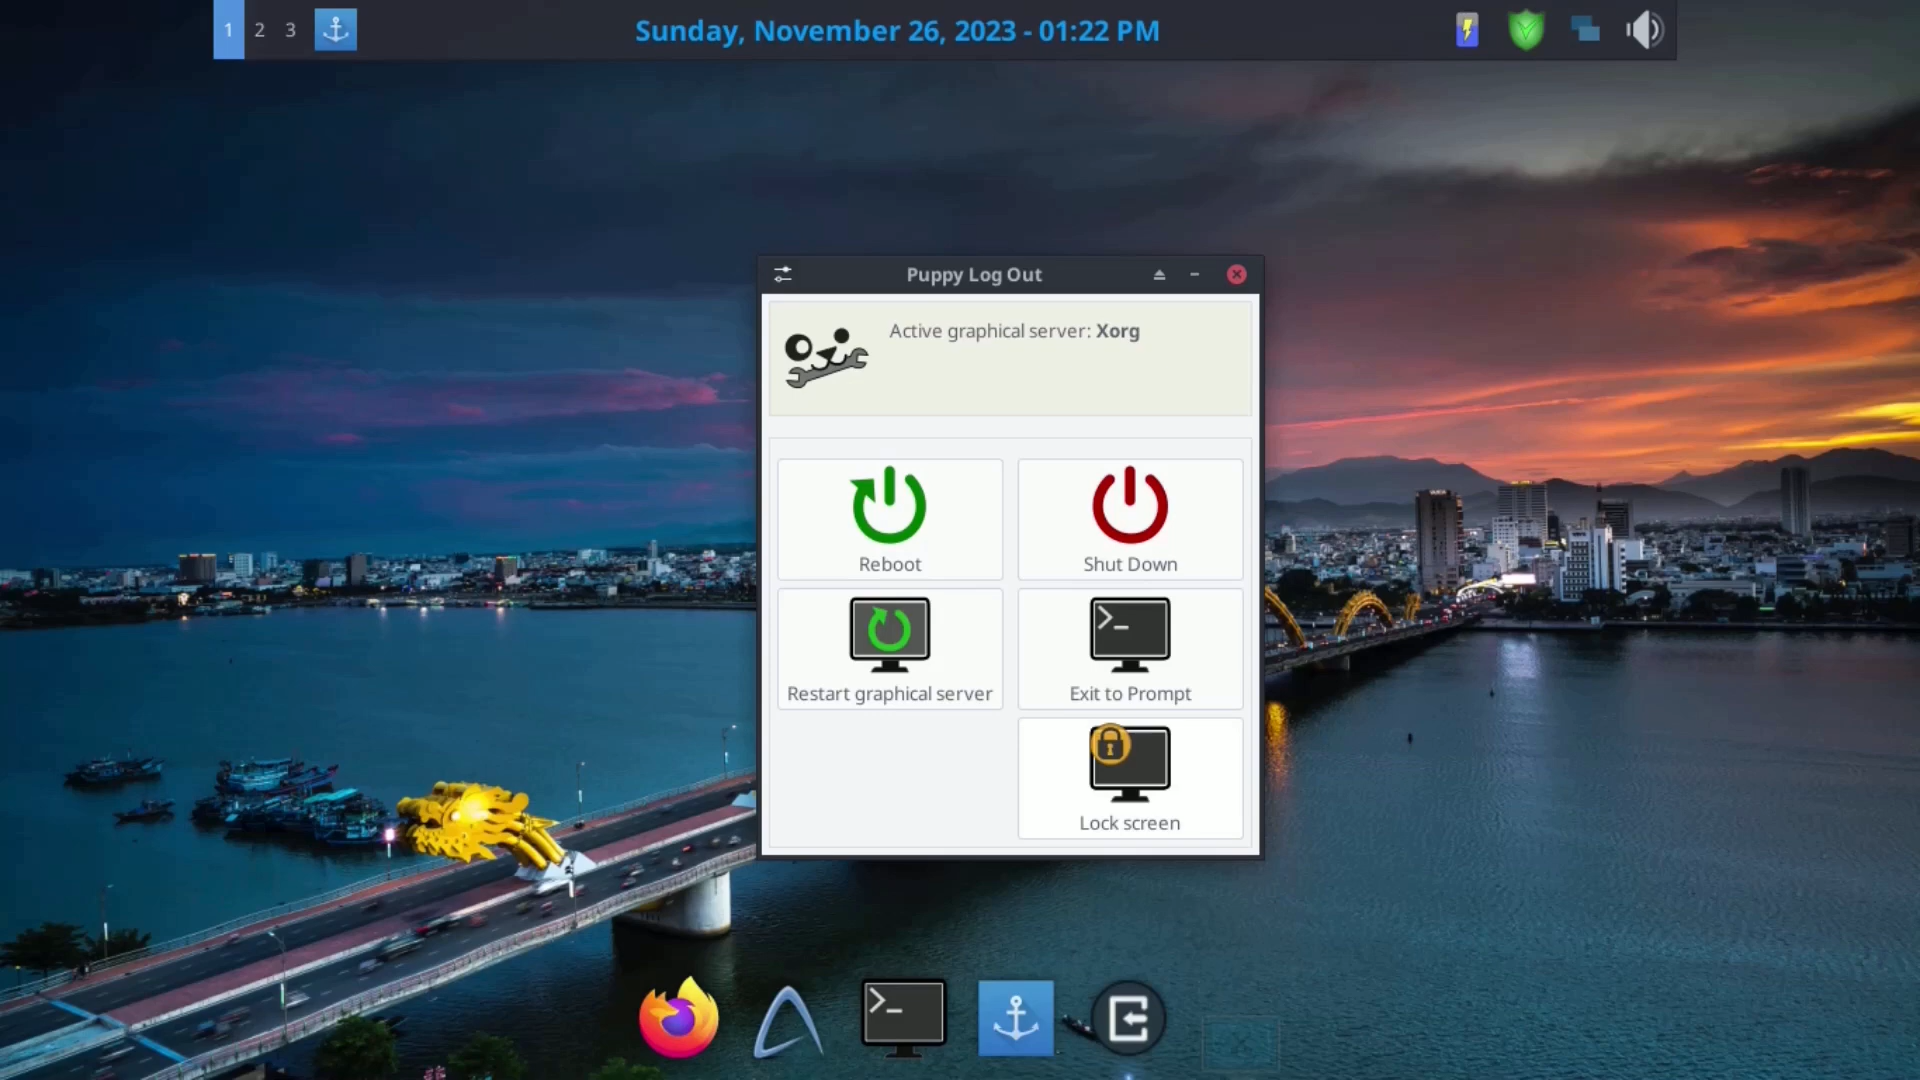 1 2 3
Sunday, November 26, 2023 - 01:22 PM
Puppy Log Out
Active graphical server: Xorg
Reboot
Shut Down
Restart graphical server
Exit to Prompt
Lock screen